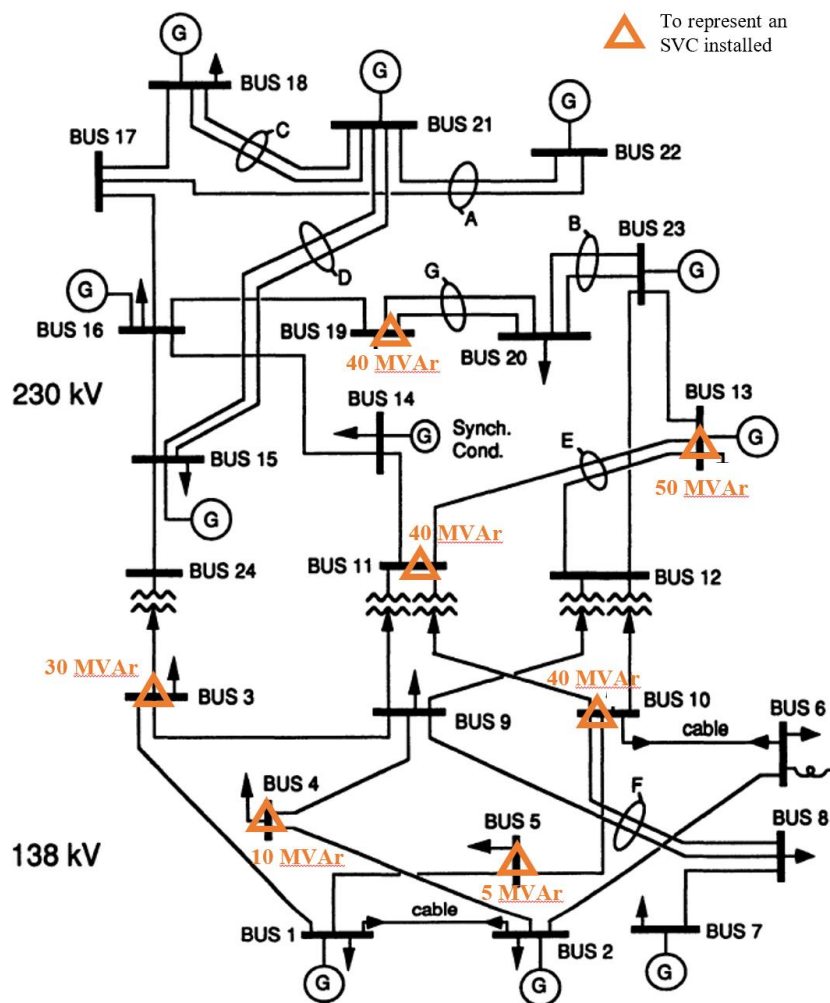 To represent an
SVC installed
G
BUS 18
G
BUS 21
G
BUS 17
C
BUS 22
A
B
BUS 23
D
G
G
G
BUS 16
BUS 19
BUS 20
40 MVAr
230 kV
BUS 14
BUS 13
G
Synch.
Cond.
E
G
BUS 15
50 MVAr
G
40 MVAr
BUS 24
BUS 11
BUS 12
30 MVAr
40 MVAr
BUS 3
BUS 10
BUS 6
BUS 9
cable
BUS 4
F
BUS 5
BUS 8
138 kV
10 MVAr
5 MVAr
cable
BUS 1
BUS 2
BUS 7
G
G
G